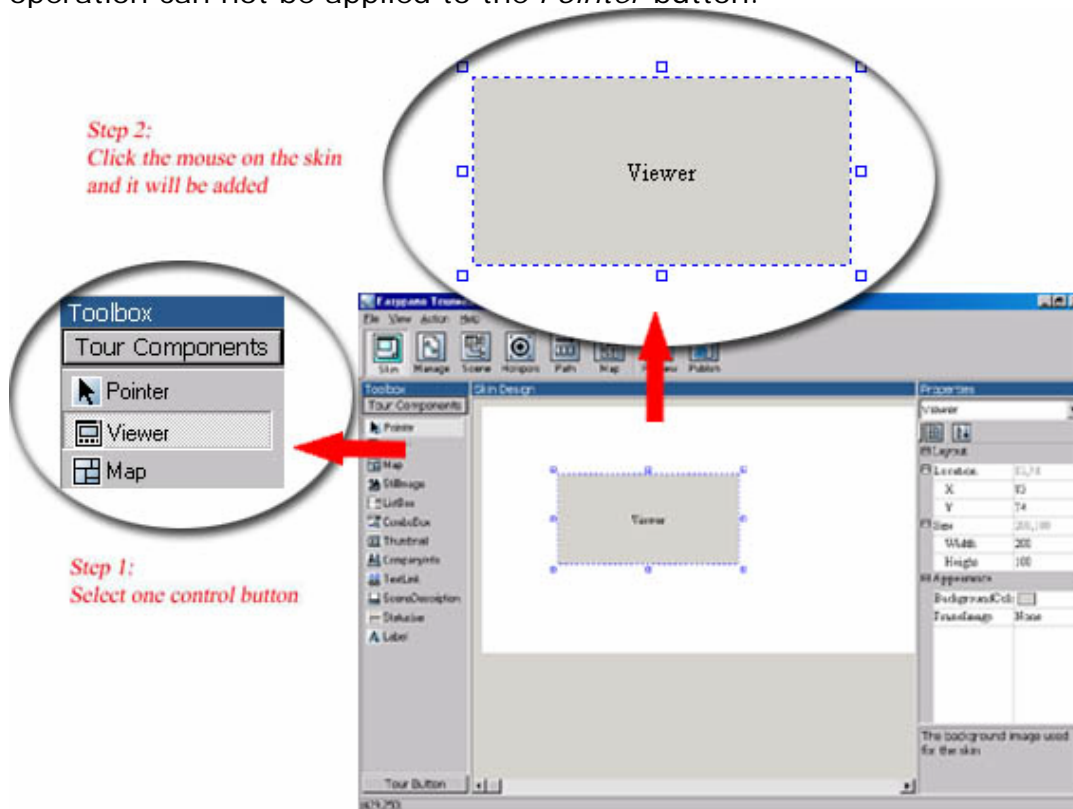 operation can not be applied to the Pointer button.
Step 2:
Click the mouse on the skin
and it will be added
Viewer
Toolbox
Tour Components
Pointer
Viewer
Map
Step 1:
Select one control button
File View Action Help
Skin Manage Scene Hotspots Path Map Preview Publish
Toolbox
Skin Design
Properties
Tour Components
Viewer
Pointer
Map
StillImage
ListBox
ComboBox
Thumbnail
CompanyInfo
TextLink
SceneDescription
StatusBar
Label
Viewer
Layout
Location
X
Y 74
Size 200,100
Width 200
Height 100
Appearance
None
The background image used
for the skin
Tour Button